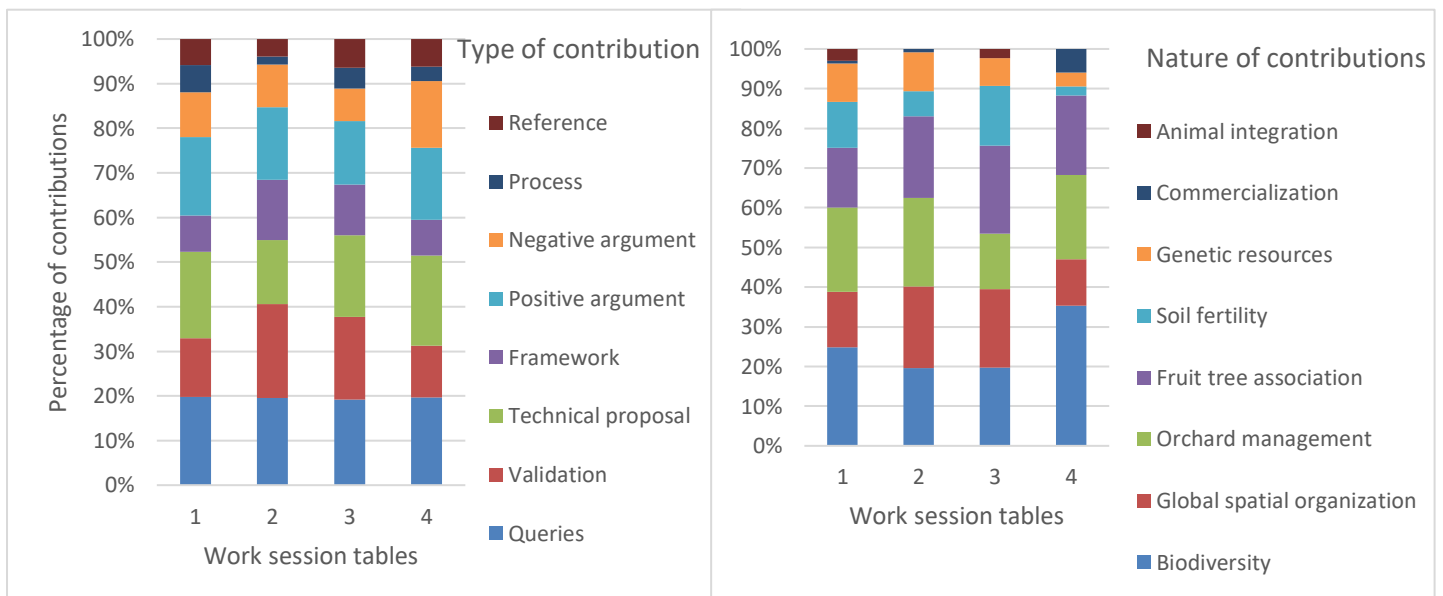 Type of contribution
Percentage of contributions
100%
90%
80%
70%
60%
50%
40%
30%
20%
10%
0%
1 2 3 4
Work session tables
Reference
Process
Negative argument
Positive argument
Framework
Technical proposal
Validation
Queries
Nature of contributions
100%
90%
80%
70%
60%
50%
40%
30%
20%
10%
0%
1 2 3 4
Work session tables
Animal integration
Commercialization
Genetic resources
Soil fertility
Fruit tree association
Orchard management
Global spatial organization
Biodiversity